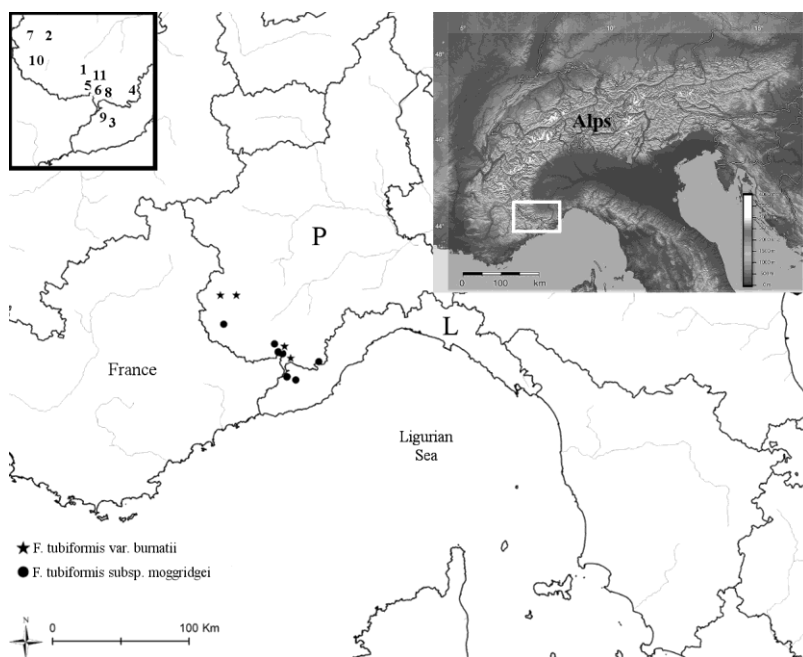 7 2
10
1 11
5 6 8 4
9 3
Alps
0 100 200
km
P
L
France
Ligurian
Sea
★ F. tubiformis var. burnatii
● F. tubiformis subsp. moggridgei
N
0 100 Km